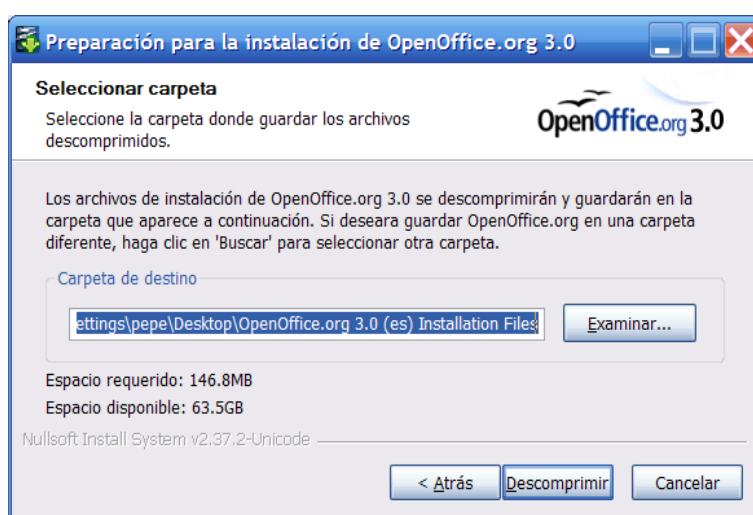 Preparación para la instalación de OpenOffice.org 3.0
Seleccionar carpeta
Seleccione la carpeta donde guardar los archivos
descomprimidos.
OpenOffice.org 3.0
Los archivos de instalación de OpenOffice.org 3.0 se descomprimirán y guardarán en la
carpeta que aparece a continuación. Si deseara guardar OpenOffice.org en una carpeta
diferente, haga clic en 'Buscar' para seleccionar otra carpeta.
Carpeta de destino
ettings\pepe\Desktop\OpenOffice.org 3.0 (es) Installation Files
Examinar...
Espacio requerido: 146.8MB
Espacio disponible: 63.5GB
Nullsoft Install System v2.37.2-Unicode
< Atrás
Descomprimir
Cancelar